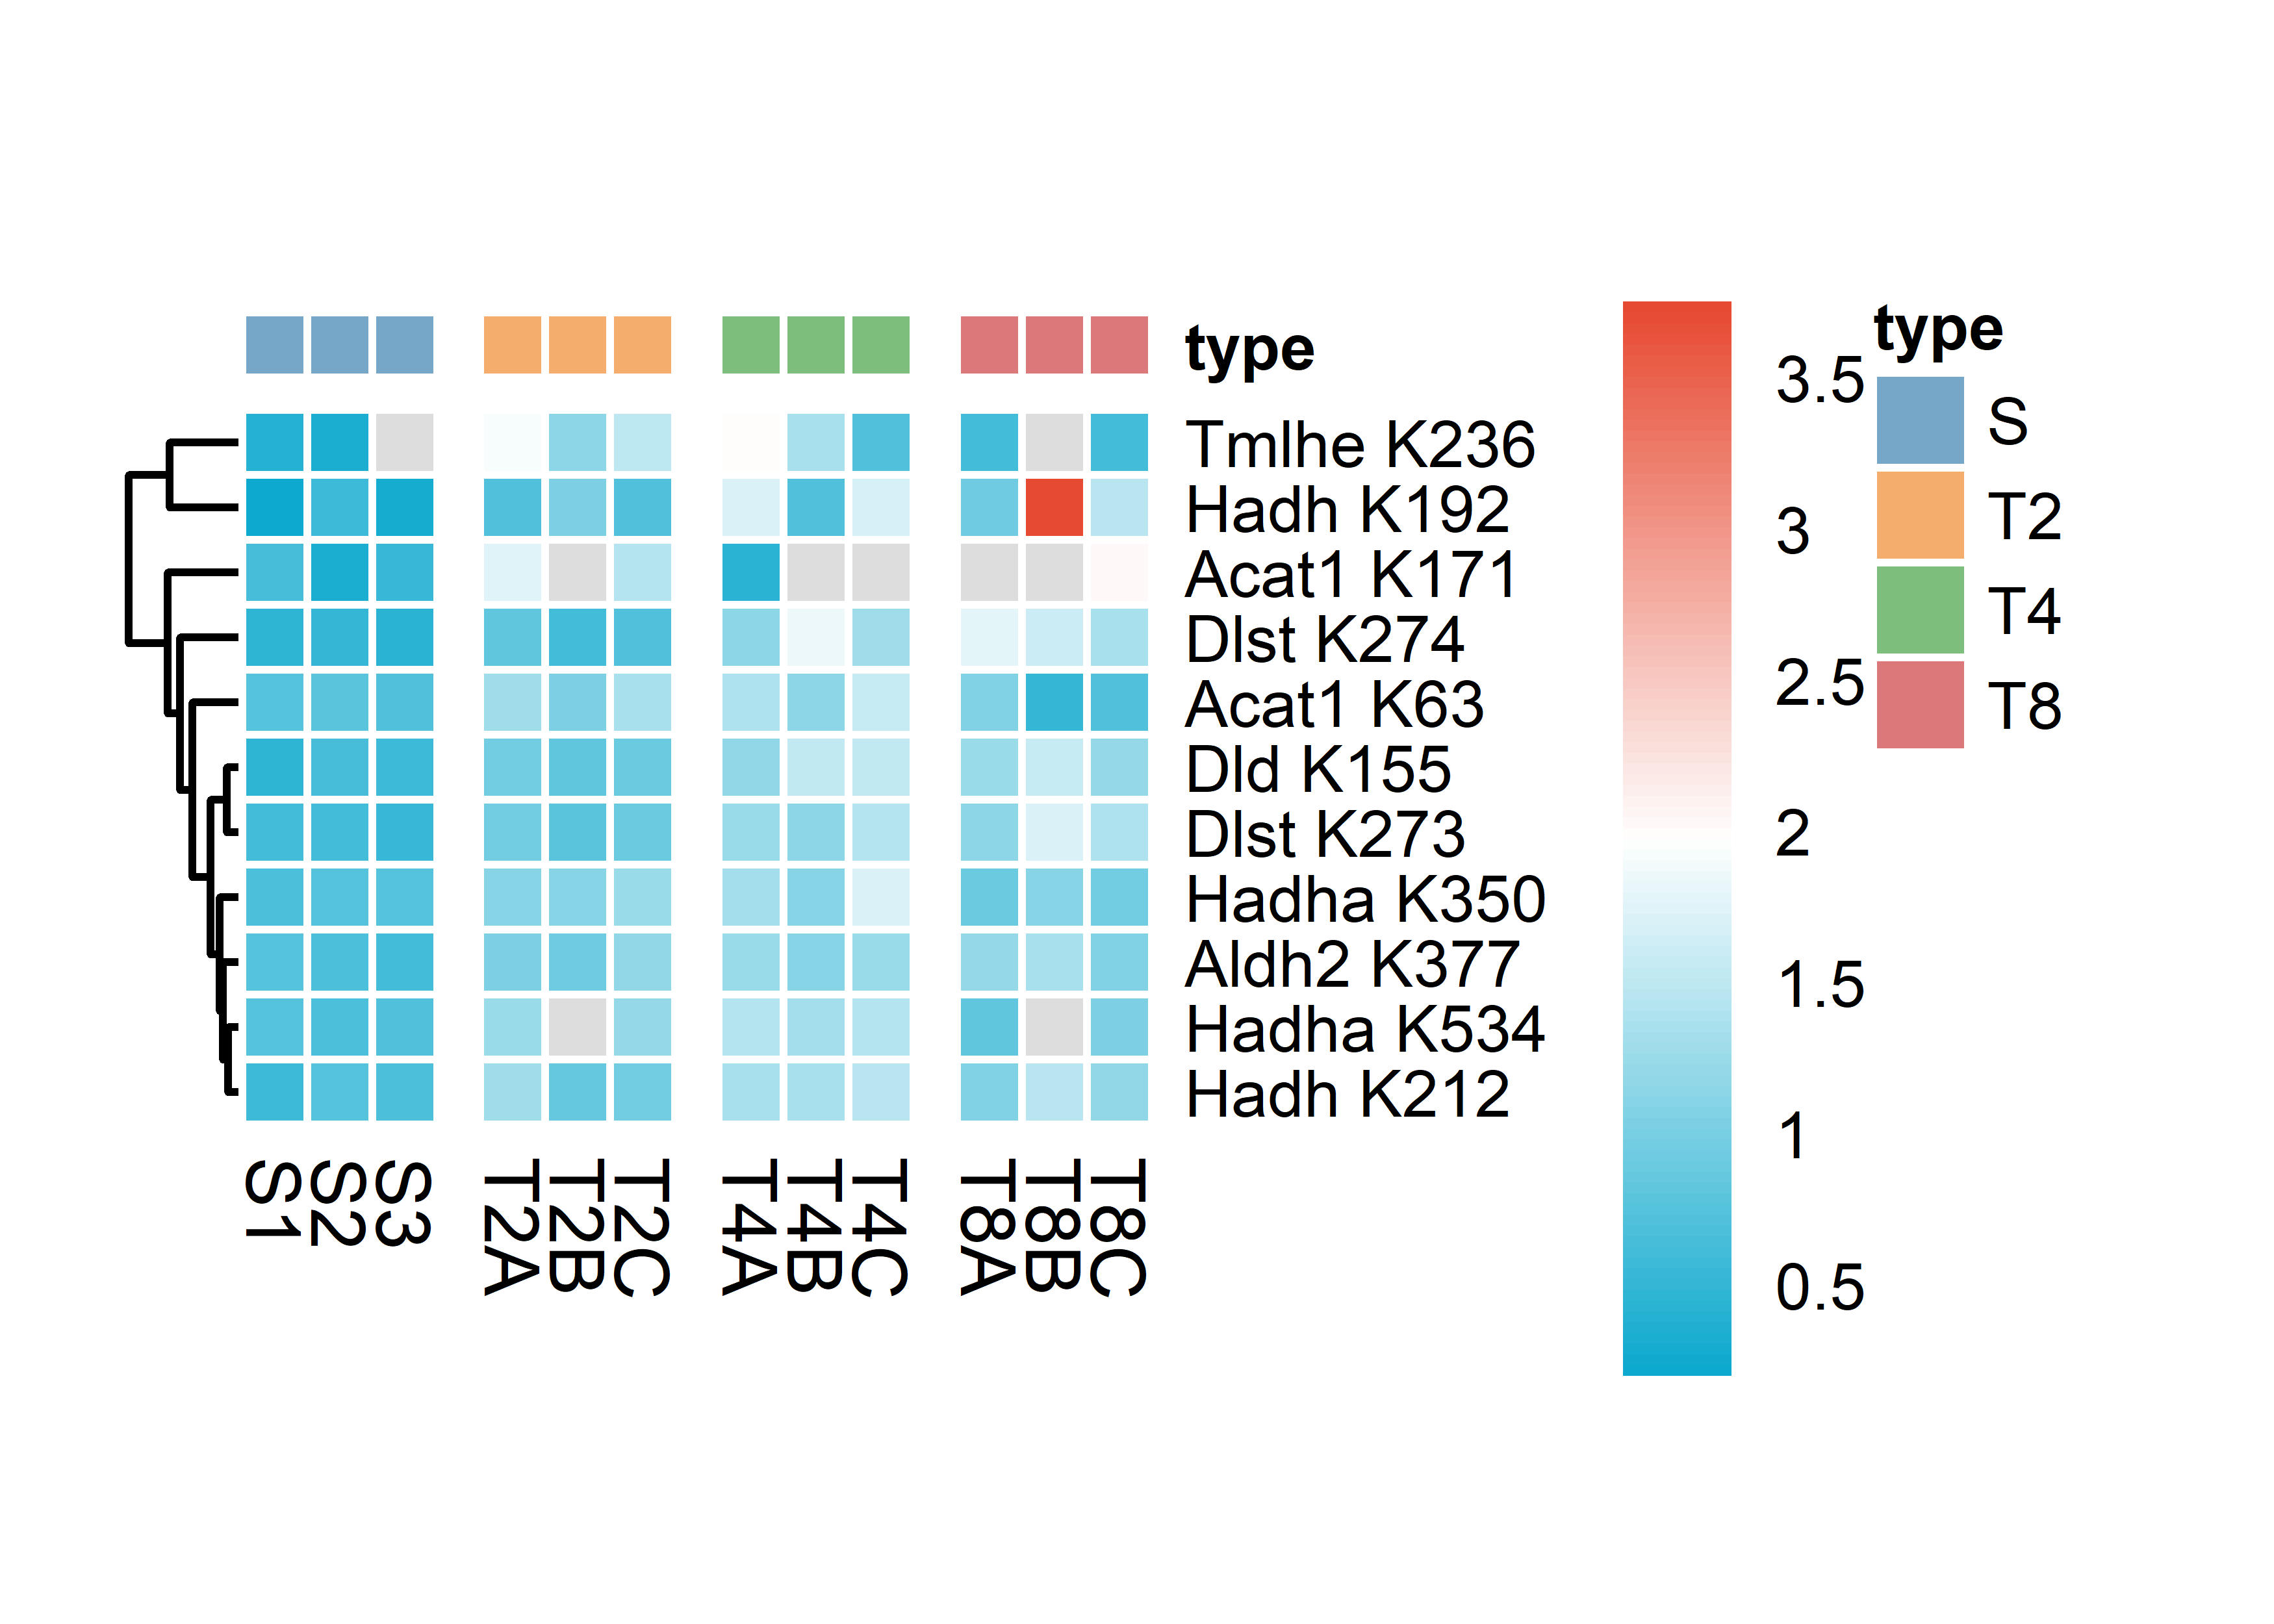 type
Tmlhe K236
Hadh K192
Acat1 K171
Dlst K274
Acat1 K63
Dld K155
Dlst K273
Hadha K350
Aldh2 K377
Hadha K534
Hadh K212
S1
S2
S3
T2A
T2B
T2C
T4A
T4B
T4C
T8A
T8B
T8C
3.5
3
2.5
2
1.5
1
0.5
type
S
T2
T4
T8